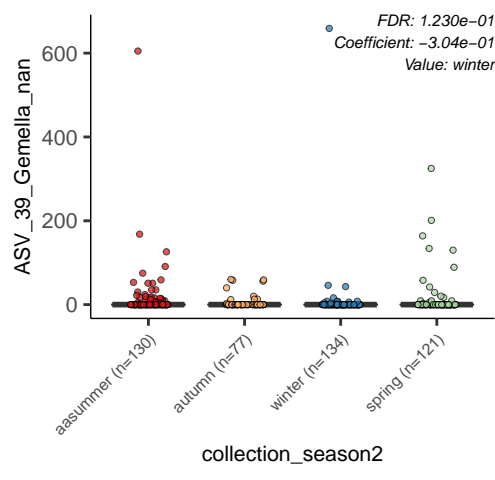 FDR: 1.230e−01
Coefficient: −3.04e−01
Value: winter
ASV_39_Gemella_nan
600
400
200
0
aasummer (n=130)
autumn (n=77)
winter (n=134)
spring (n=121)
collection_season2